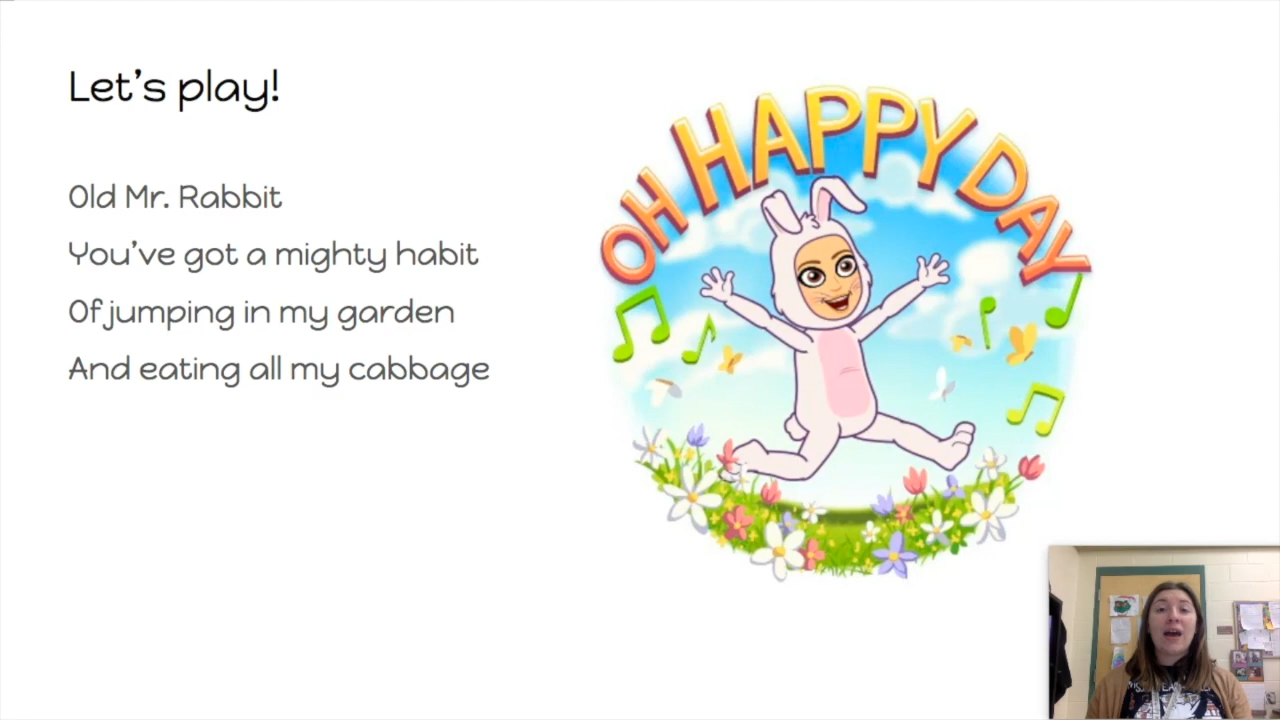 Let's play!
Old Mr. Rabbit
You've got a mighty habit
Of jumping in my garden
And eating all my cabbage
OH HAPPY DAY